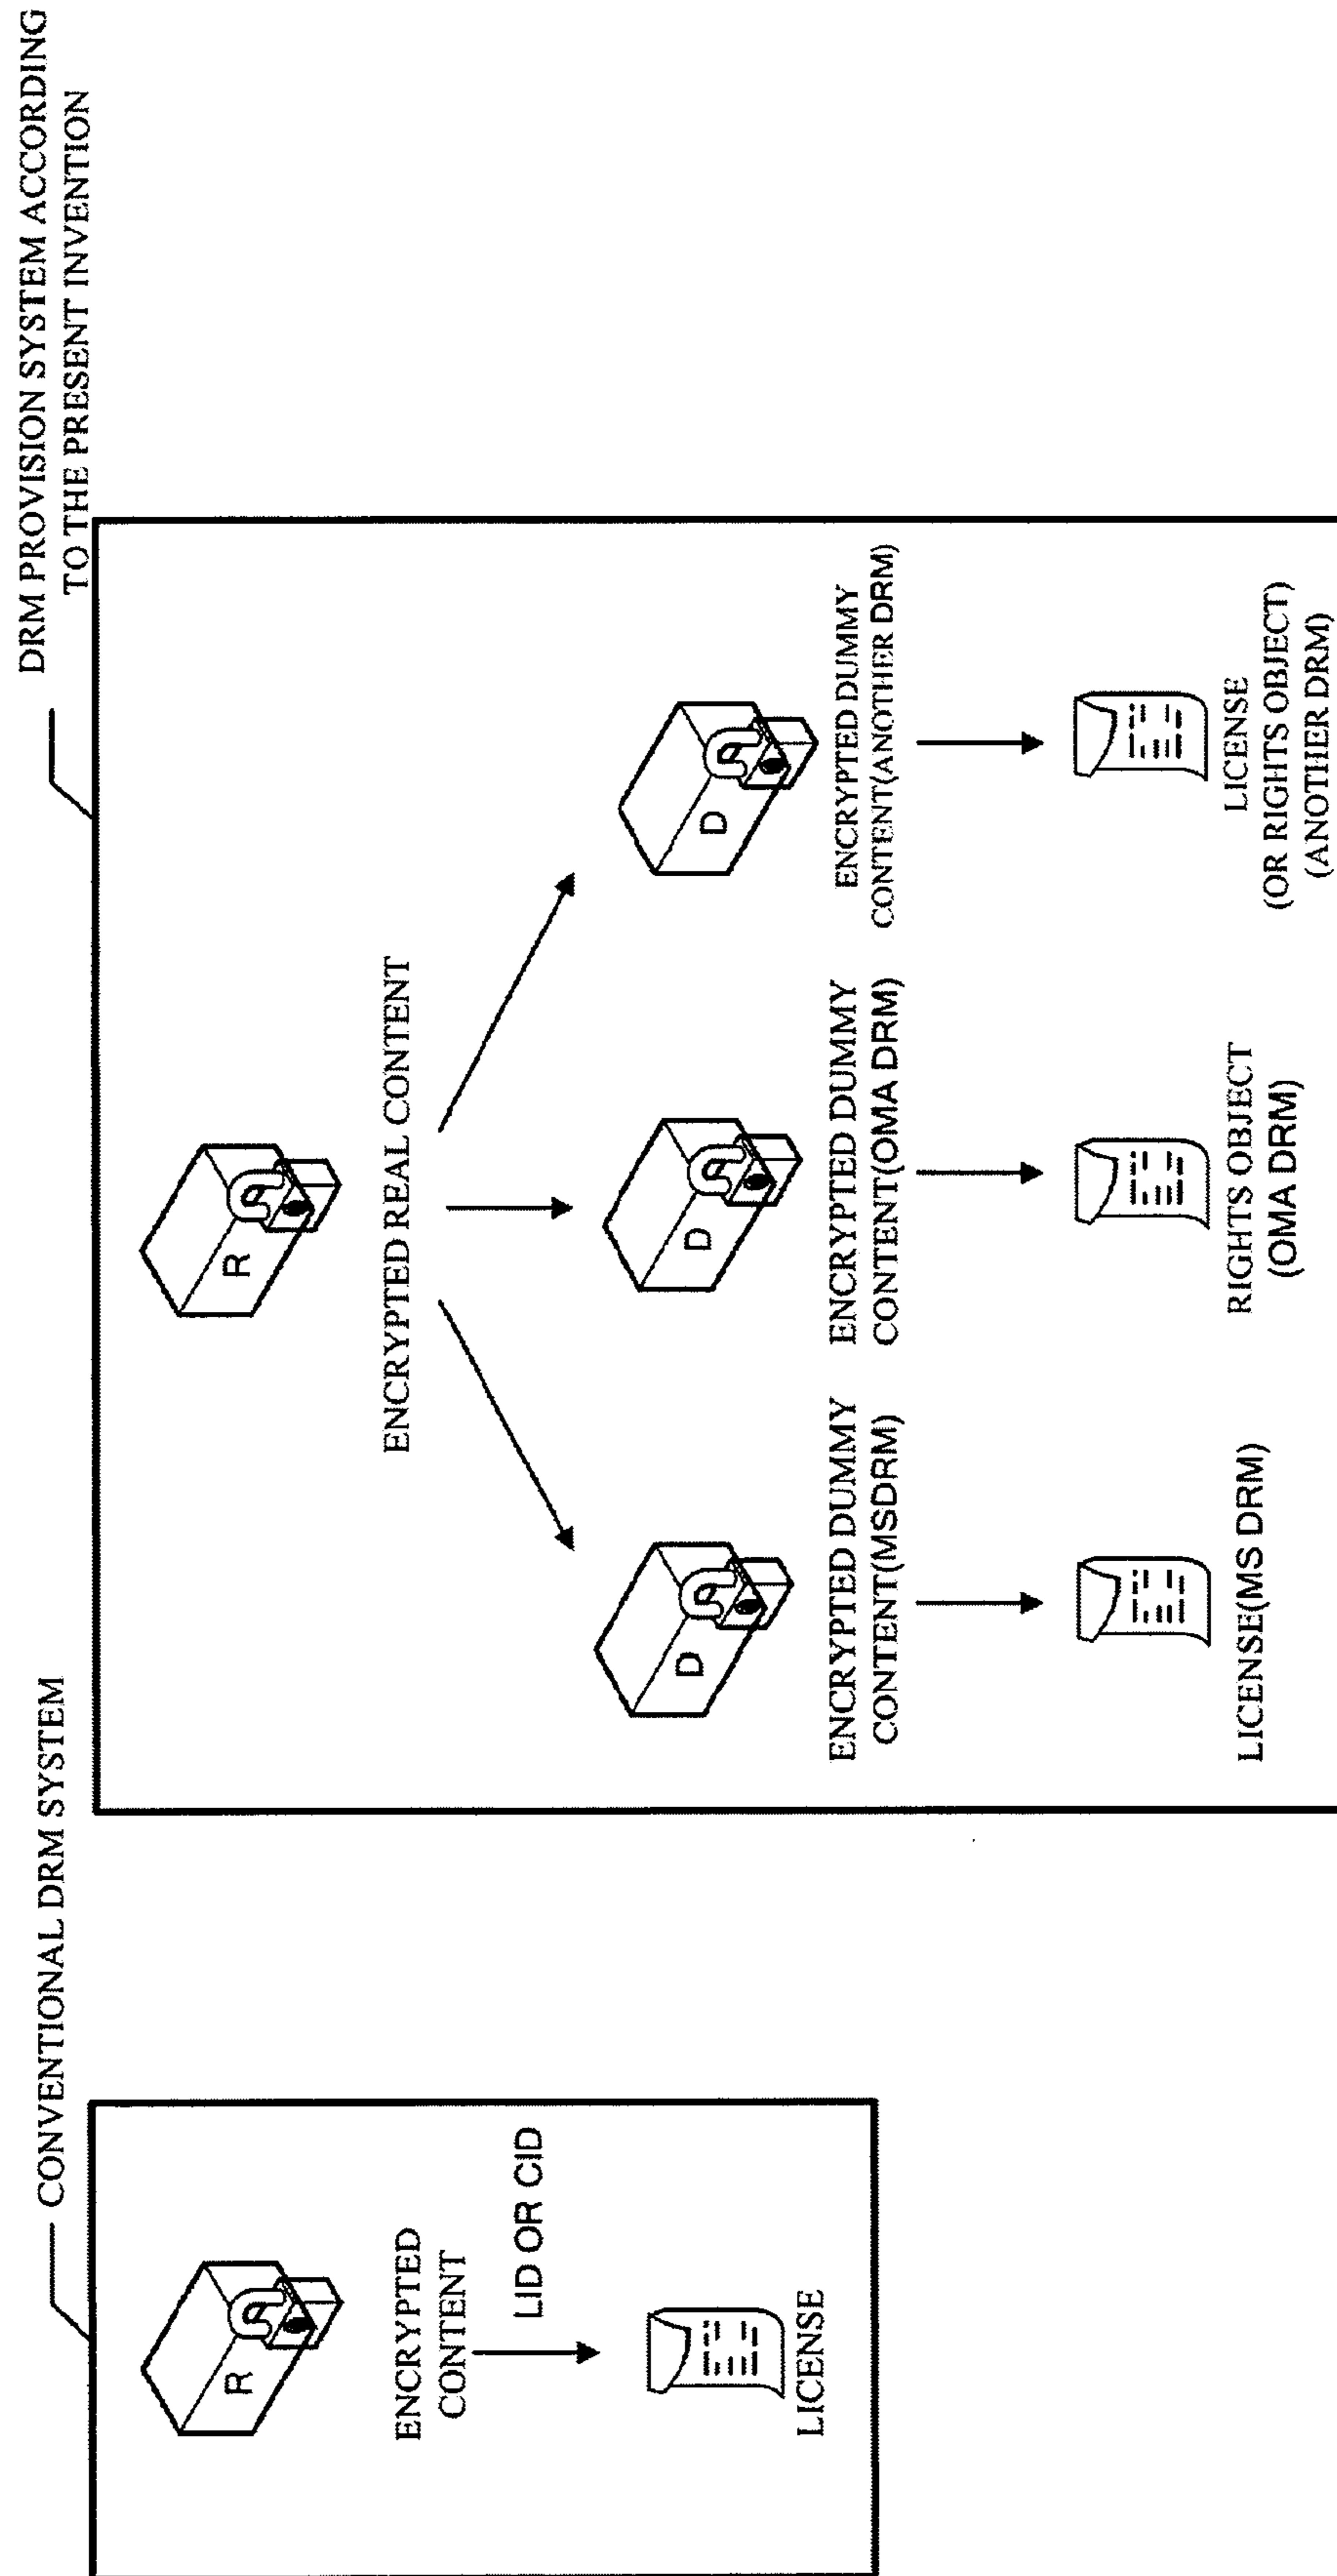 CONVENTIONAL DRM SYSTEM
R
ENCRYPTED
CONTENT
LID OR CID
LICENSE
DRM PROVISION SYSTEM ACCORDING
TO THE PRESENT INVENTION
R
ENCRYPTED REAL CONTENT
D
ENCRYPTED DUMMY
CONTENT(MSDRM)
LICENSE(MS DRM)
D
ENCRYPTED DUMMY
CONTENT(OMA DRM)
RIGHTS OBJECT
(OMA DRM)
D
ENCRYPTED DUMMY
CONTENT(ANOTHER DRM)
LICENSE
(OR RIGHTS OBJECT)
(ANOTHER DRM)